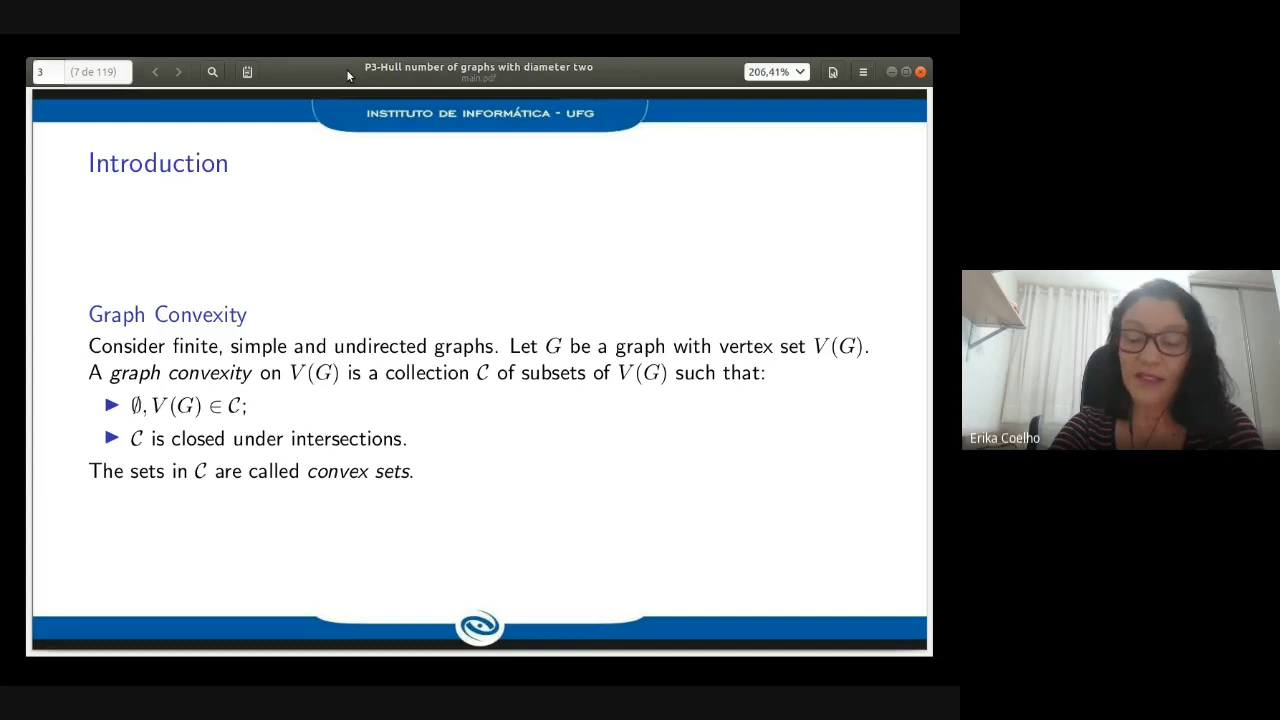 3 (7 de 119)
P3-Hull number of graphs with diameter two
main.pdf
206,41%
INSTITUTO DE INFORMÁTICA - UFG
Introduction
Graph Convexity
Consider finite, simple and undirected graphs. Let G be a graph with vertex set V(G).
A graph convexity on V(G) is a collection C of subsets of V(G) such that:
▶ ∅, V(G) ∈ C;
▶ C is closed under intersections.
The sets in C are called convex sets.
Erika Coelho